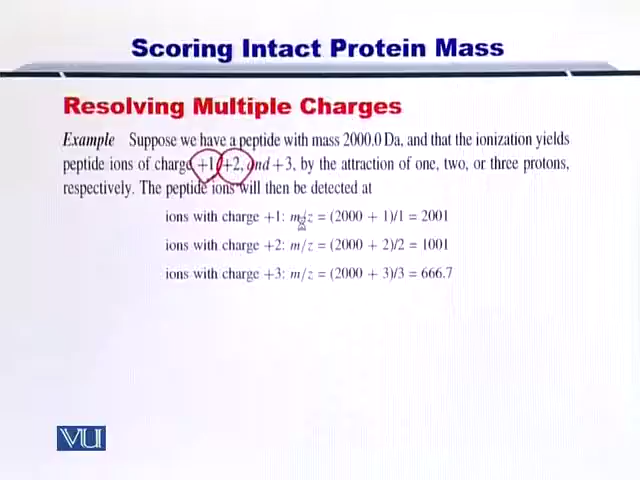 Scoring Intact Protein Mass
Resolving Multiple Charges
Example Suppose we have a peptide with mass 2000.0 Da, and that the ionization yields
peptide ions of charge +1, +2, and +3, by the attraction of one, two, or three protons,
respectively. The peptide ions will then be detected at
ions with charge +1: m/z = (2000 + 1)/1 = 2001
ions with charge +2: m/z = (2000 + 2)/2 = 1001
ions with charge +3: m/z = (2000 + 3)/3 = 666.7
VU